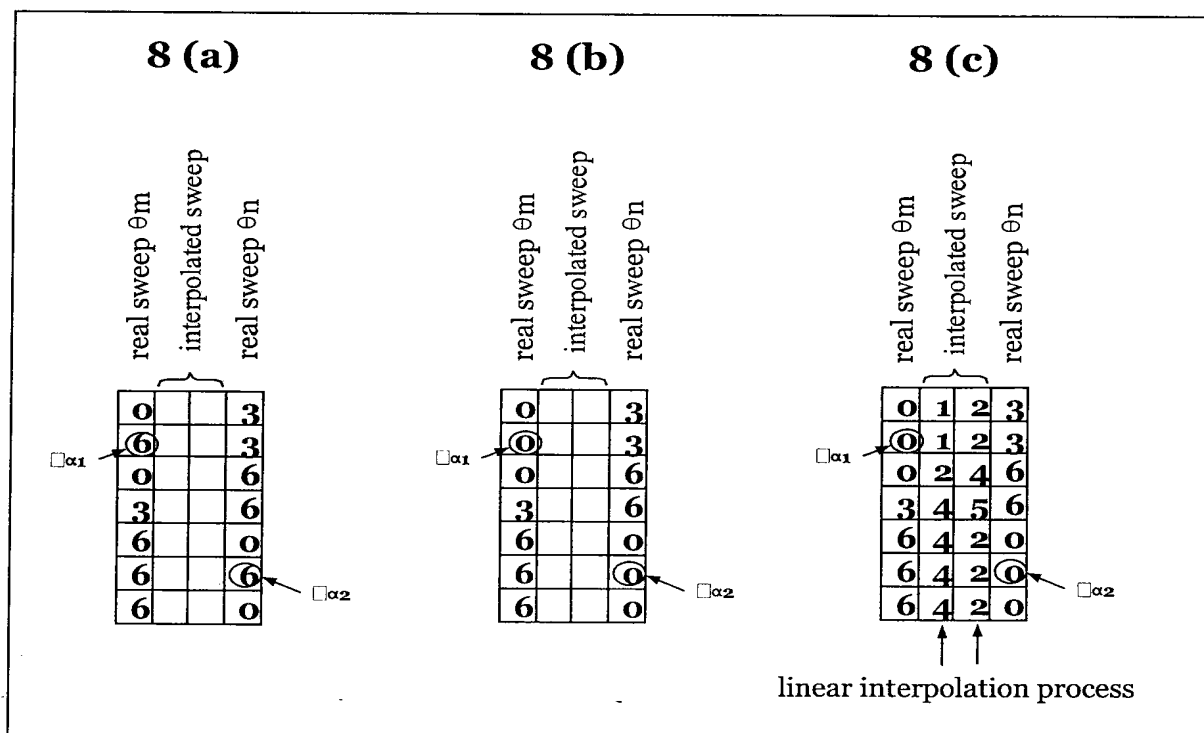 8 (a)
real sweep θm
interpolated sweep
real sweep θn
0 3
6 3
□α1
0 6
3 6
6 0
6 6
□α2
6 0
8 (b)
real sweep θm
interpolated sweep
real sweep θn
0 3
0 3
□α1
0 6
3 6
6 0
6 0
□α2
6 0
8 (c)
real sweep θm
interpolated sweep
real sweep θn
0 1 2 3
0 1 2 3
□α1
0 2 4 6
3 4 5 6
6 4 2 0
6 4 2 0
□α2
6 4 2 0
linear interpolation process